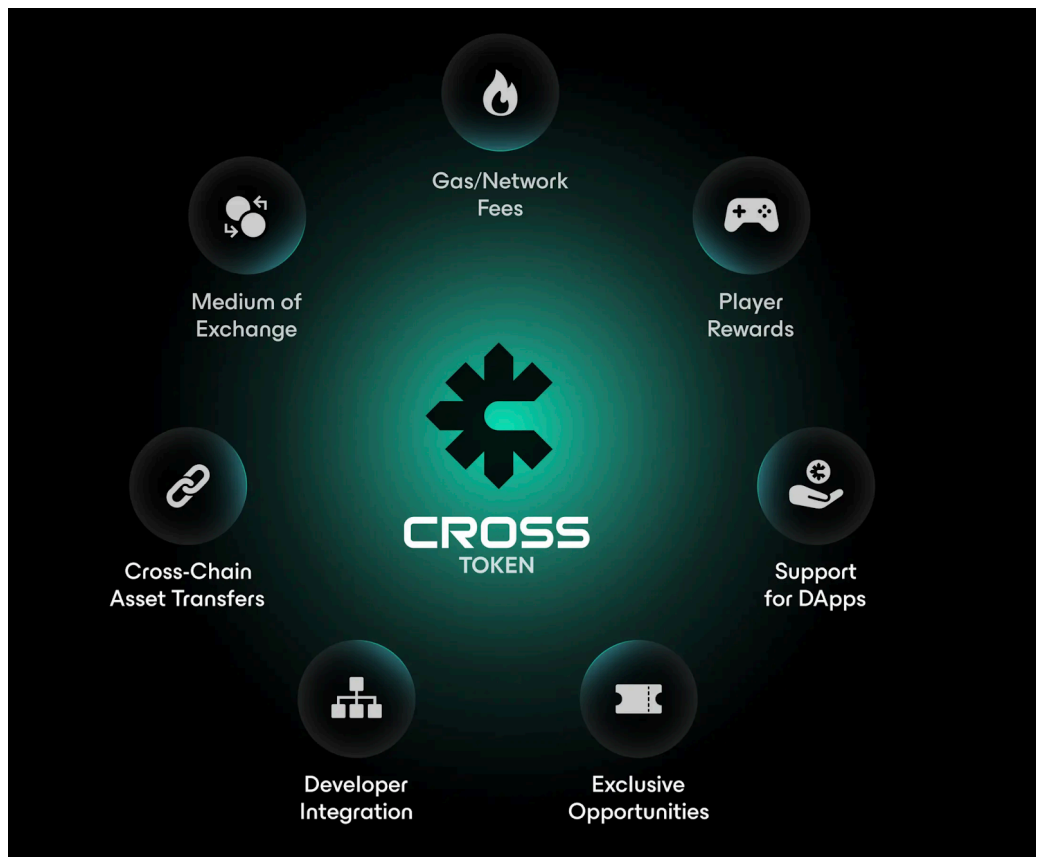 Gas/Network
Fees
Medium of
Exchange
Player
Rewards
CROSS
TOKEN
Cross-Chain
Asset Transfers
Support
for DApps
Developer
Integration
Exclusive
Opportunities